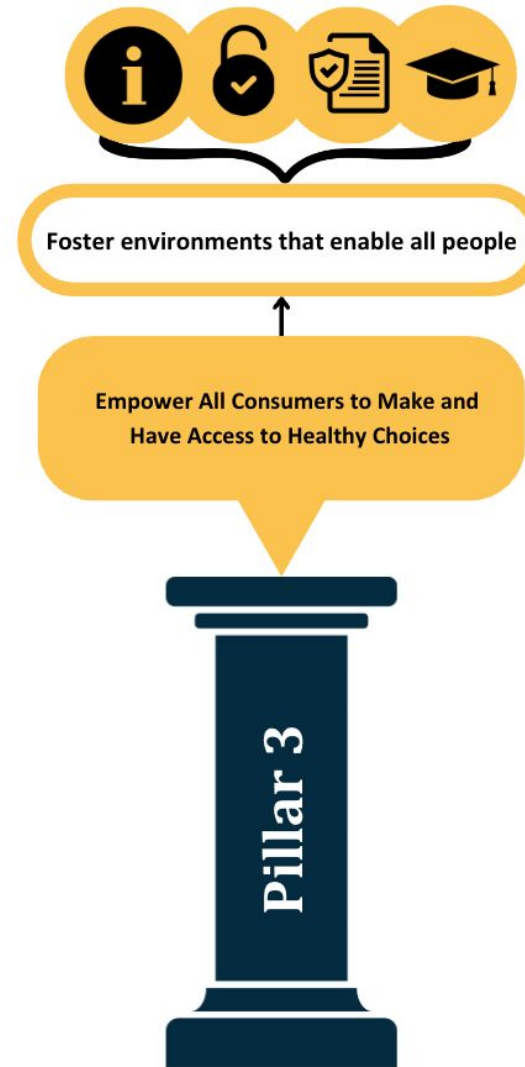 Foster environments that enable all people
Empower All Consumers to Make and
Have Access to Healthy Choices
Pillar 3